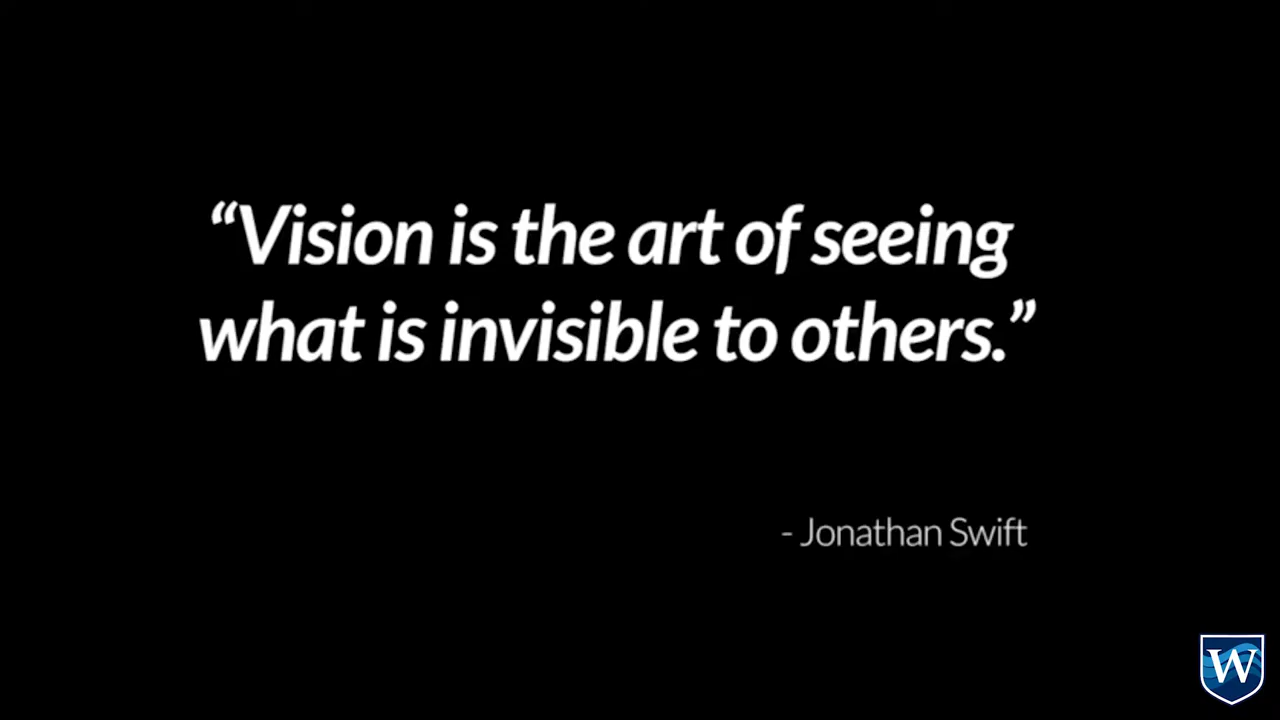 “Vision is the art of seeing
what is invisible to others.”
- Jonathan Swift
W